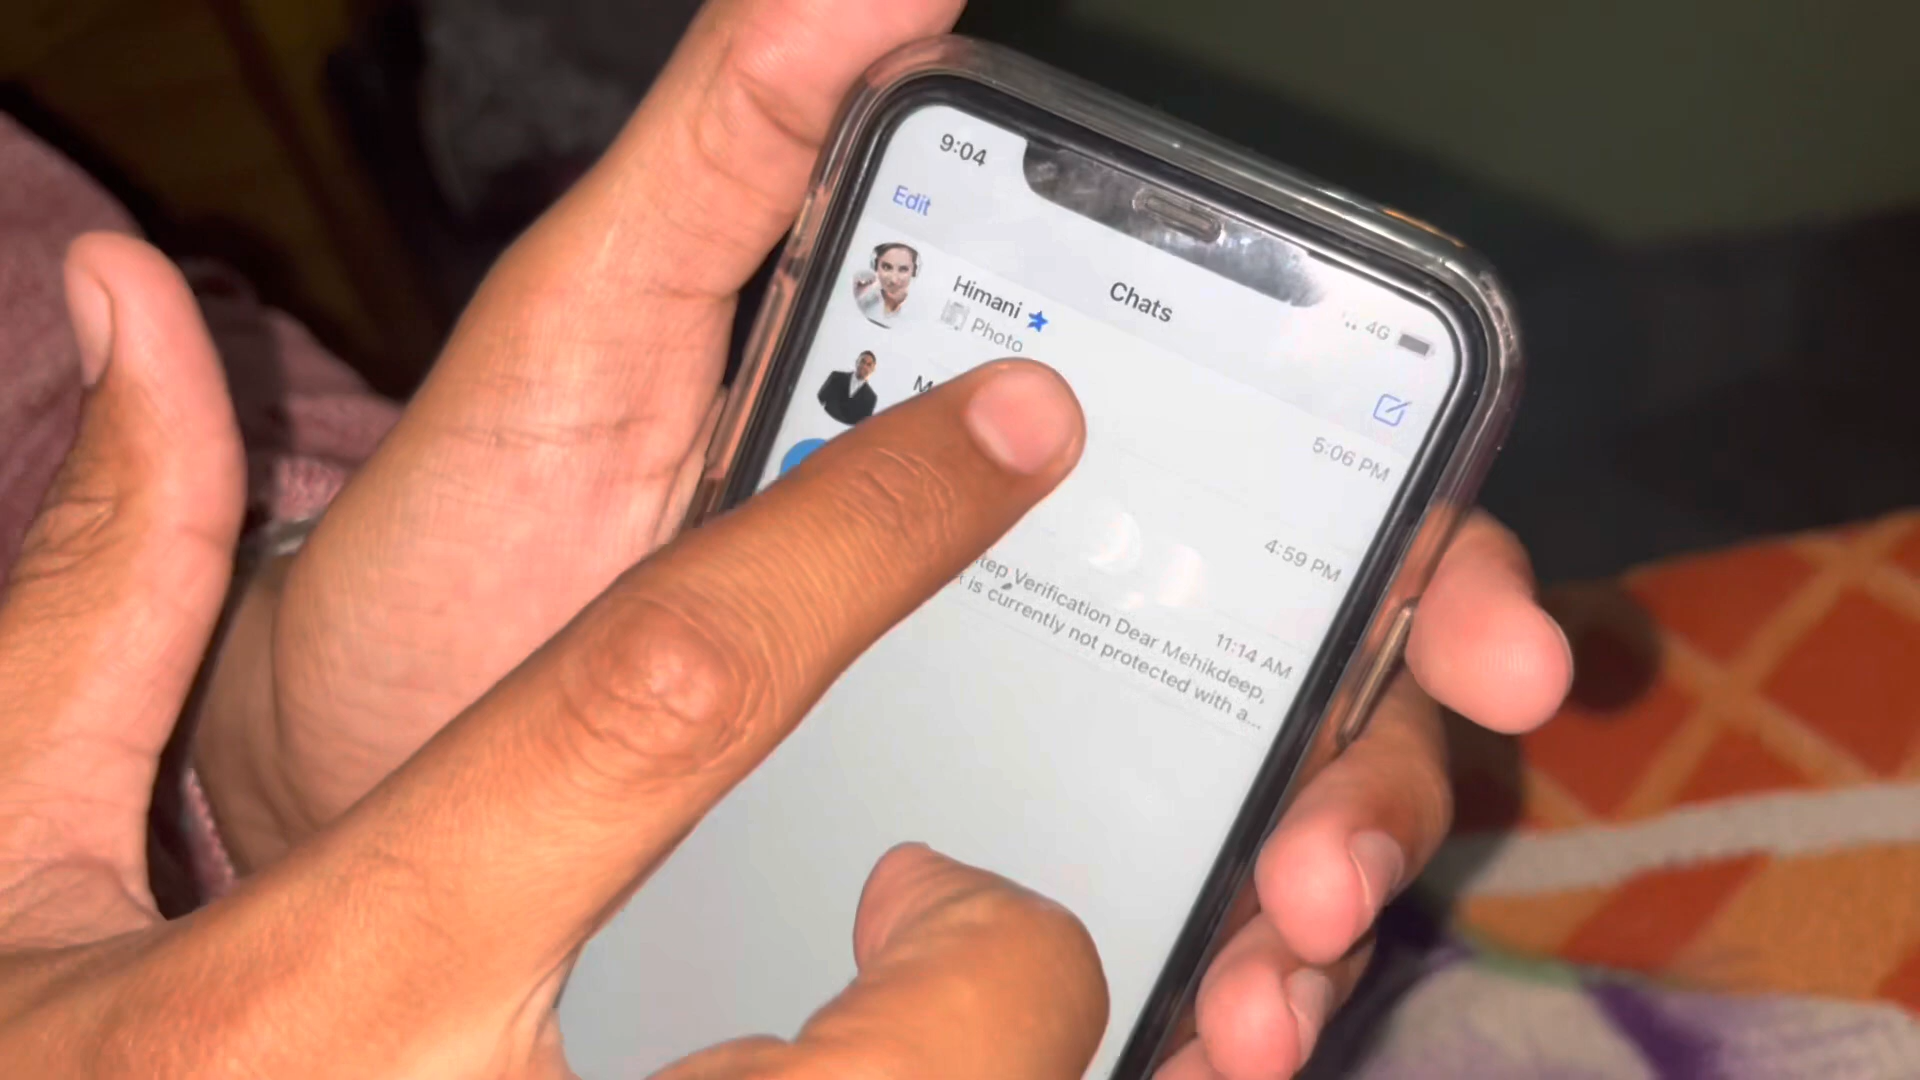 9:04
4G
Edit
Chats
Himani
5:06 PM
Photo
4:59 PM
11:14 AM
Verification Dear Mehikdeep,
is currently not protected with a...